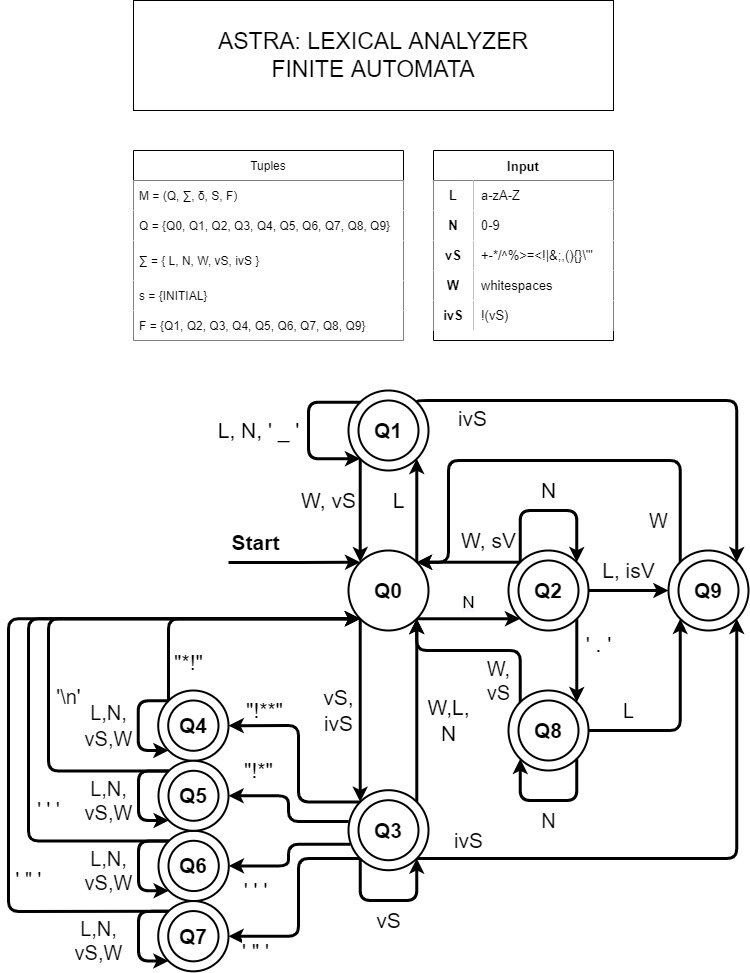 ASTRA: LEXICAL ANALYZER
FINITE AUTOMATA
Tuples
M = (Q, ∑, δ, S, F)
Q = {Q0, Q1, Q2, Q3, Q4, Q5, Q6, Q7, Q8, Q9}
∑ = { L, N, W, vS, ivS }
s = {INITIAL}
F = {Q1, Q2, Q3, Q4, Q5, Q6, Q7, Q8, Q9}
Input
L a-zA-Z
N 0-9
vS +-*/^%>=<!|&;,(){}\'"
W whitespaces
ivS !(vS)
L, N, ' _ '
Q1
ivS
W, vS
L
N
W
Start
W, sV
L, isV
Q0
N
Q2
Q9
' . '
"*!"
'\n'
L,N,
vS,W
Q4
"!**"
vS,
ivS
W,L,
N
W,
vS
Q8
L
"!*"
L,N,
vS,W
Q5
' ' '
N
Q3
ivS
L,N,
vS,W
Q6
' ' '
' " '
vS
L,N,
vS,W
Q7
' " '